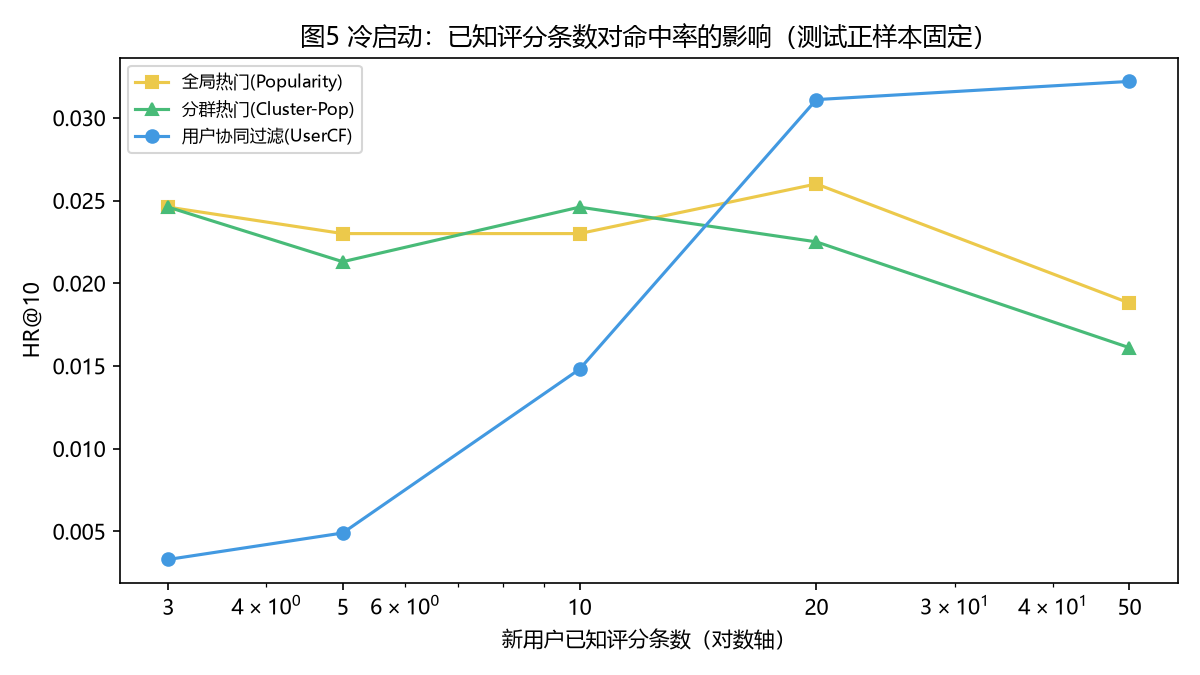 图5 冷启动：已知评分条数对命中率的影响（测试正样本固定）
全局热门(Popularity)
分群热门(Cluster-Pop)
用户协同过滤(UserCF)
HR@10
0.030
0.025
0.020
0.015
0.010
0.005
3 4 × 10⁰ 5 6 × 10⁰ 10 20 3 × 10¹ 4 × 10¹ 50
新用户已知评分条数（对数轴）